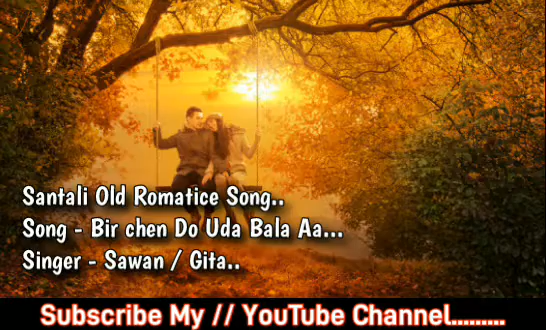 Santali Old Romatice Song..
Song - Bir chen Do Uda Bala Aa...
Singer - Sawan / Gita..
Subscribe My // YouTube Channel.........